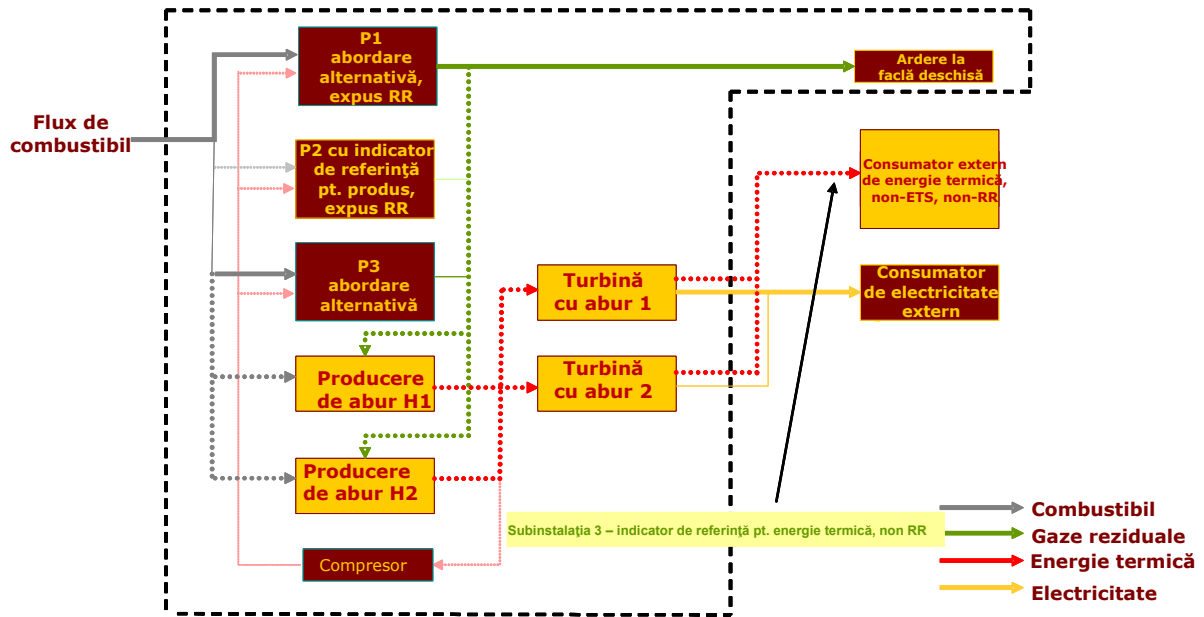 P1
abordare
alternativă,
expus RR
Ardere la
faclă deschisă
Flux de
combustibil
P2 cu indicator
de referinţă
pt. produs,
expus RR
Consumator extern
de energie termică,
non-ETS, non-RR
P3
abordare
alternativă
Turbină
cu abur 1
Consumator
de electricitate
extern
Producere
de abur H1
Turbină
cu abur 2
Producere
de abur H2
Subinstalaţia 3 – indicator de referinţă pt. energie termică, non RR
Compresor
Combustibil
Gaze reziduale
Energie termică
Electricitate